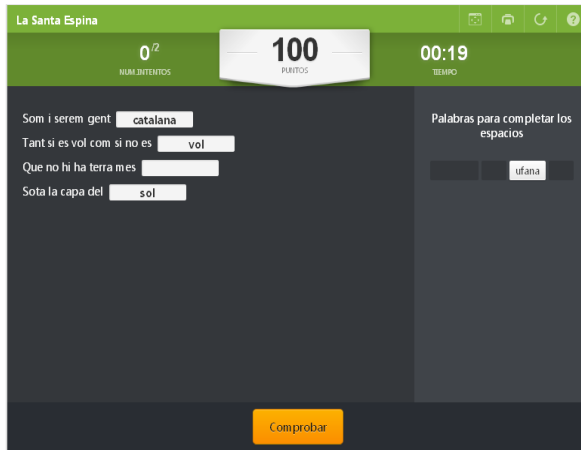 La Santa Espina
0/2
NUM.INTENTOS
100
PUNTOS
00:19
TIEMPO
Som i serem gent catalana
Tant si es vol com si no es vol
Que no hi ha terra mes
Sota la capa del sol
Palabras para completar los
espacios
ufana
Comprobar